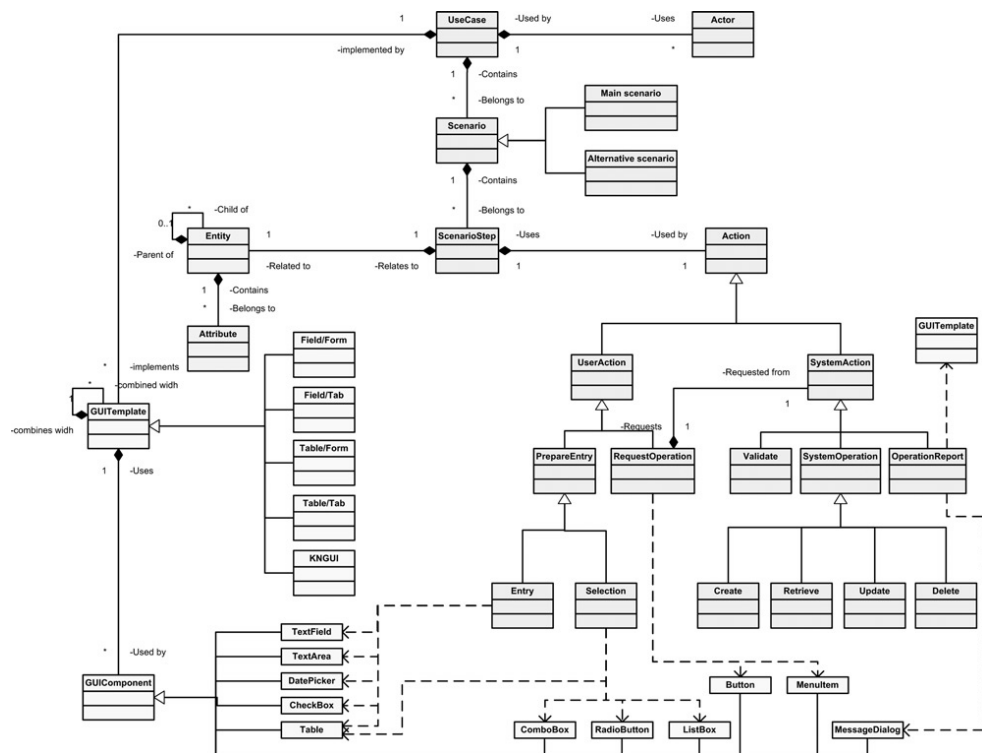 1
UseCase
-Used by
-Uses
Actor
-implemented by
1
*
1
-Contains
*
-Belongs to
Main scenario
Scenario
Alternative scenario
1
-Contains
*
-Belongs to
*
-Child of
0..1
Entity
1
1
ScenarioStep
-Uses
-Used by
Action
-Parent of
-Related to
-Relates to
1
1
1
-Contains
*
-Belongs to
Attribute
Field/Form
GUITemplate
*
-implements
UserAction
SystemAction
*
-combined widh
-Requested from
GUITemplate
Field/Tab
1
-combines widh
-Requests
1
1
-Uses
Table/Form
PrepareEntry
RequestOperation
Validate
SystemOperation
OperationReport
Table/Tab
KNGUI
Entry
Selection
Create
Retrieve
Update
Delete
TextField
*
-Used by
TextArea
GUIComponent
DatePicker
Button
MenuItem
CheckBox
Table
ComboBox
RadioButton
ListBox
MessageDialog